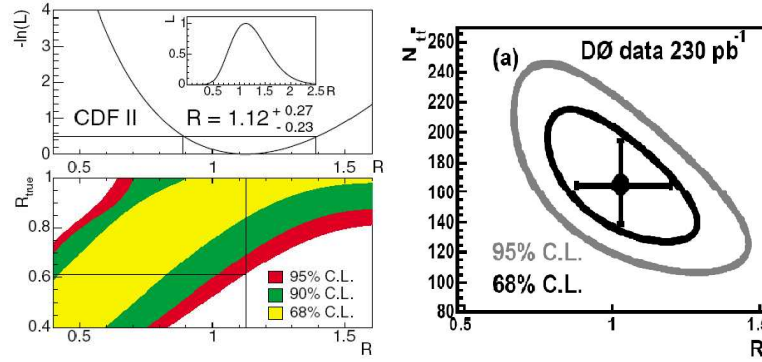 -ln(L)
4
3
2
1
0
L
1
0.5
0
0.5 1 1.5 2 2.5
R
CDF II
R = 1.12 + 0.27 - 0.23
0.5 1 1.5
R
R_true
1
0.8
0.6
0.4
95% C.L.
90% C.L.
68% C.L.
0.5 1 1.5
R
N_tt̄
260
240
220
200
180
160
140
120
100
80
(a)
DØ data 230 pb⁻¹
95% C.L.
68% C.L.
0.5 1.0 1.5
R